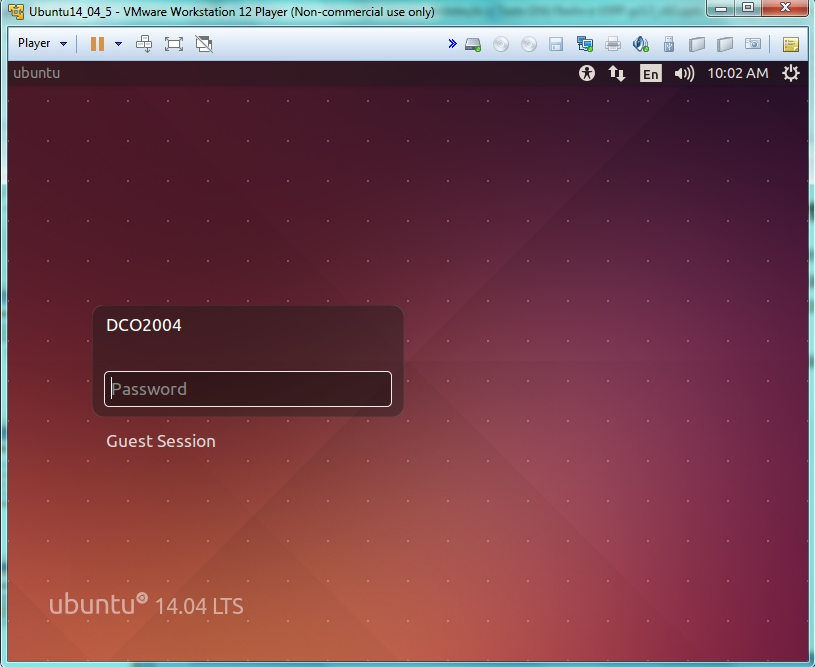 Ubuntu14_04_5 - VMware Workstation 12 Player (Non-commercial use only)
Player
ubuntu
En
10:02 AM
DCO2004
Password
Guest Session
ubuntu 14.04 LTS